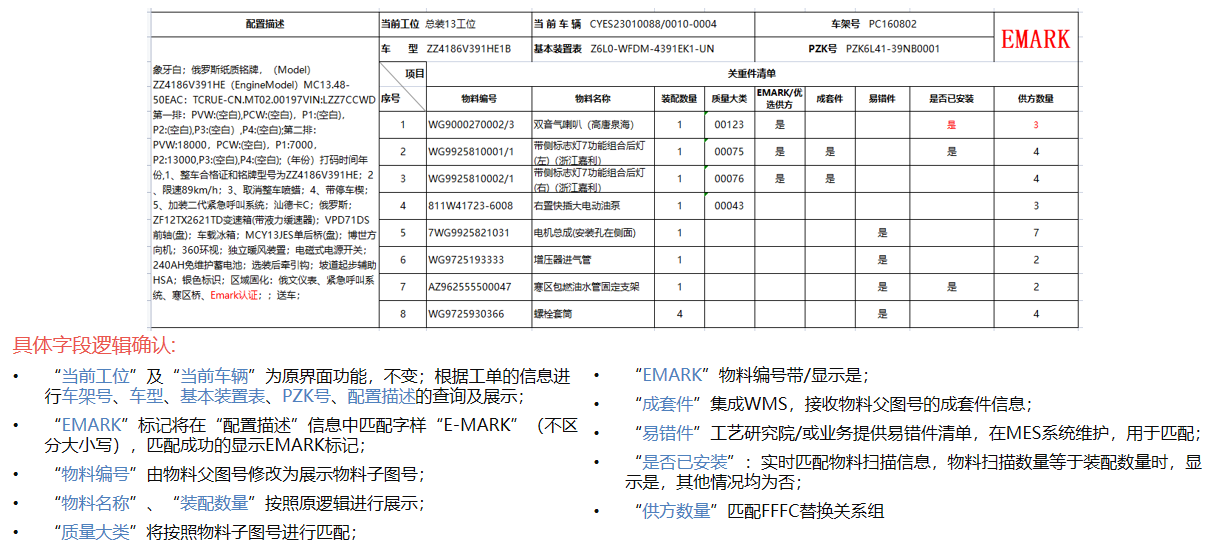 配置描述 当前工位 总装13工位 当 前 车 辆 CYES23010088/0010-0004 车架号 PC160802 EMARK
车 型 ZZ4186V391HE1B 基本装置表 Z6L0-WFDM-4391EK1-UN PZK号 PZK6L41-39NB0001
象牙白；俄罗斯纸质铭牌，（Model）
ZZ4186V391HE（EngineModel）MC13.48-
50EAC：TCRUE-CN.MT02.00197VIN:LZZ7CCWD
第一排：PVW:(空白),PCW:(空白)，P1:(空白)，
P2:(空白),P3:(空白）,P4:(空白);第二排：
PVW:18000，PCW:(空白)，P1:7000，
P2:13000,P3:(空白),P4:(空白);（年份）打码时间年
份,1、整车合格证和铭牌型号为ZZ4186V391HE；2
、限速89km/h；3、取消整车喷蜡；4、带停车楔；
5、加装二代紧急呼叫系统；汕德卡C；俄罗斯；
ZF12TX2621TD变速箱(带液力缓速器)；VPD71DS
前轴(盘)；车载冰箱；MCY13JES单后桥(盘)；博世方
向机；360环视；独立暖风装置；电磁式电源开关；
240AH免维护蓄电池；选装后牵引钩；坡道起步辅助
HSA；银色标识；区域固化：俄文仪表、紧急呼叫系
统、寒区桥、Emark认证；；送车；
项目 关重件清单
序号 物料编号 物料名称 装配数量 质量大类 EMARK/优选供方 成套件 易错件 是否已安装 供方数量
1 WG9000270002/3 双音气喇叭（高唐泉海） 1 00123 是 是 3
2 WG9925810001/1 带侧标志灯7功能组合后灯(左)（浙江嘉利） 1 00075 是 是 是 4
3 WG9925810002/1 带侧标志灯7功能组合后灯(右)（浙江嘉利） 1 00076 是 是 4
4 811W41723-6008 右置快插大电动油泵 1 00043 3
5 7WG9925821031 电机总成(安装孔在侧面) 1 是 7
6 WG9725193333 增压器进气管 1 是 2
7 AZ962555500047 寒区包燃油水管固定支架 1 是 是 2
8 WG9725930366 螺栓套筒 4 是 4
具体字段逻辑确认:
• “当前工位”及“当前车辆”为原界面功能，不变；根据工单的信息进
行车架号、车型、基本装置表、PZK号、配置描述的查询及展示；
• “EMARK”标记将在“配置描述”信息中匹配字样“E-MARK”（不区
分大小写），匹配成功的显示EMARK标记；
• “物料编号”由物料父图号修改为展示物料子图号；
• “物料名称”、“装配数量”按照原逻辑进行展示；
• “质量大类”将按照物料子图号进行匹配；
• “EMARK”物料编号带/显示是；
• “成套件”集成WMS，接收物料父图号的成套件信息；
• “易错件”工艺研究院/或业务提供易错件清单，在MES系统维护，用于匹配；
• “是否已安装”：实时匹配物料扫描信息，物料扫描数量等于装配数量时，显
示是，其他情况均为否；
• “供方数量”匹配FFFC替换关系组